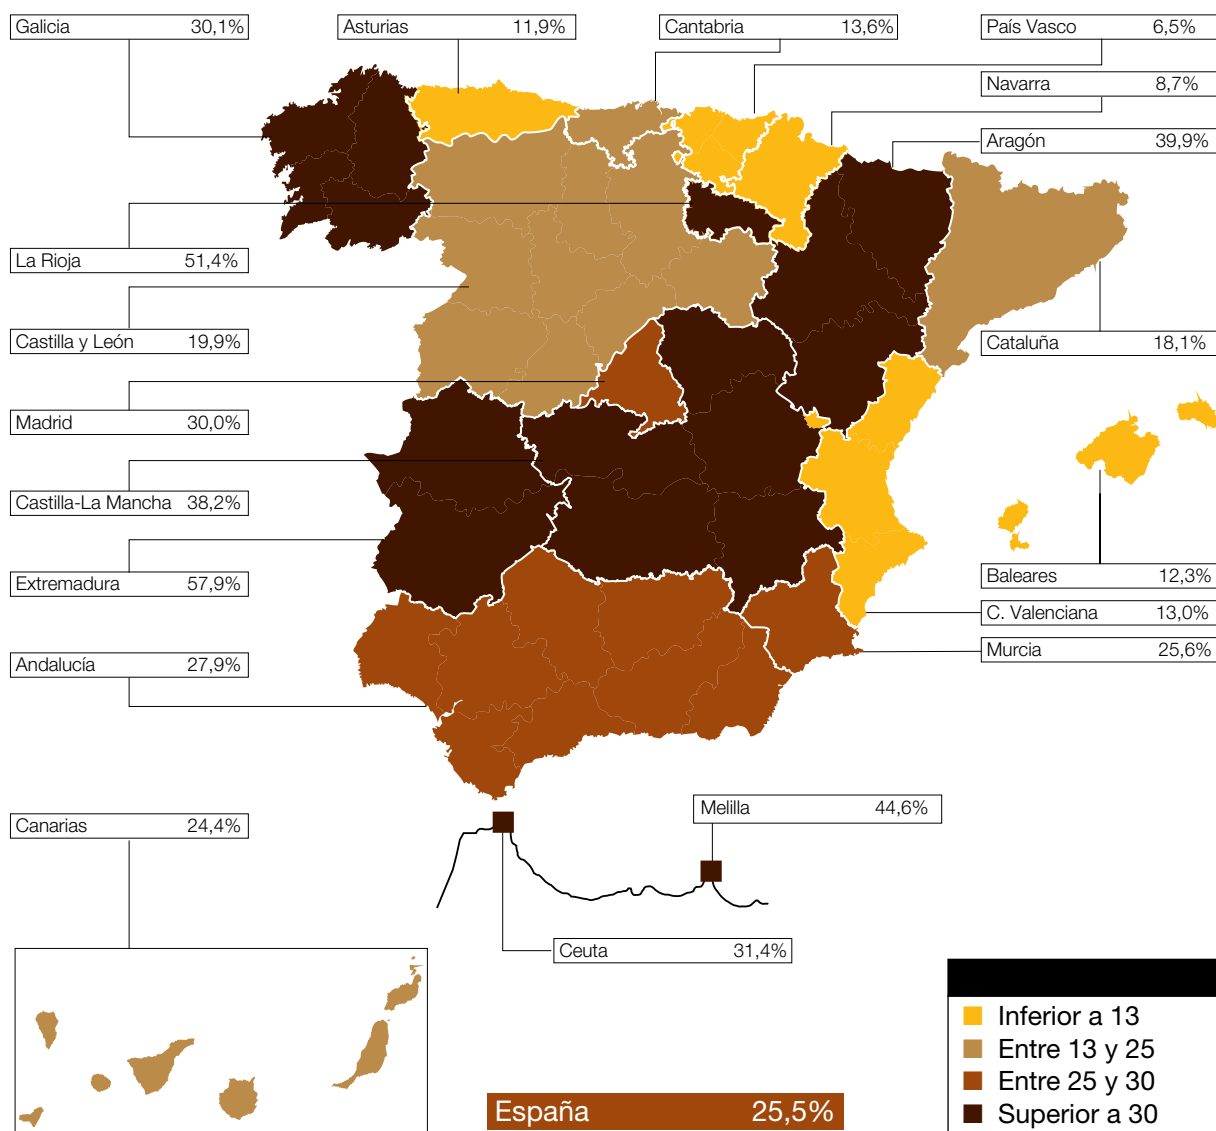 Galicia 30,1%
Asturias 11,9%
Cantabria 13,6%
País Vasco 6,5%
Navarra 8,7%
Aragón 39,9%
La Rioja 51,4%
Castilla y León 19,9%
Cataluña 18,1%
Madrid 30,0%
Castilla-La Mancha 38,2%
Extremadura 57,9%
Baleares 12,3%
C. Valenciana 13,0%
Murcia 25,6%
Andalucía 27,9%
Melilla 44,6%
Canarias 24,4%
Ceuta 31,4%
Inferior a 13
Entre 13 y 25
Entre 25 y 30
Superior a 30
España 25,5%